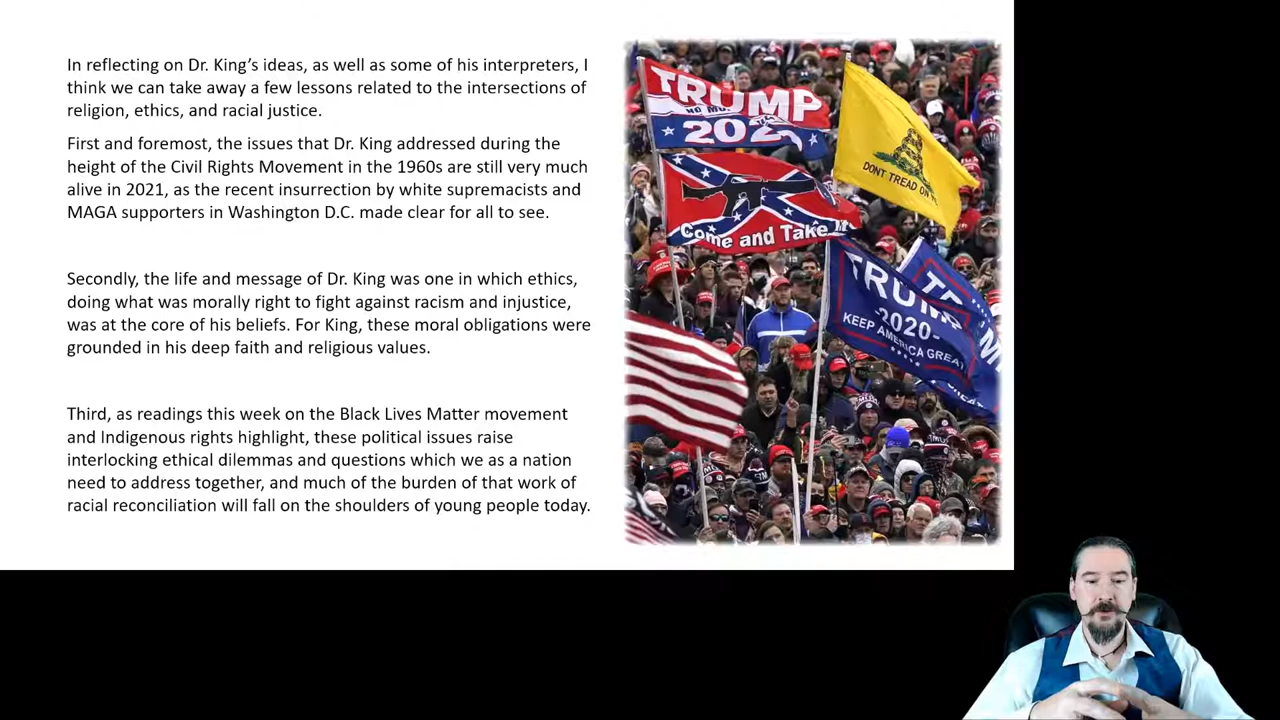 In reflecting on Dr. King’s ideas, as well as some of his interpreters, I
think we can take away a few lessons related to the intersections of
religion, ethics, and racial justice.
First and foremost, the issues that Dr. King addressed during the
height of the Civil Rights Movement in the 1960s are still very much
alive in 2021, as the recent insurrection by white supremacists and
MAGA supporters in Washington D.C. made clear for all to see.
Secondly, the life and message of Dr. King was one in which ethics,
doing what was morally right to fight against racism and injustice,
was at the core of his beliefs. For King, these moral obligations were
grounded in his deep faith and religious values.
Third, as readings this week on the Black Lives Matter movement
and Indigenous rights highlight, these political issues raise
interlocking ethical dilemmas and questions which we as a nation
need to address together, and much of the burden of that work of
racial reconciliation will fall on the shoulders of young people today.
TRUMP
NO
202
DONT TREAD
Come and Take It
TRUMP
-2020-
KEEP AMERICA GREAT